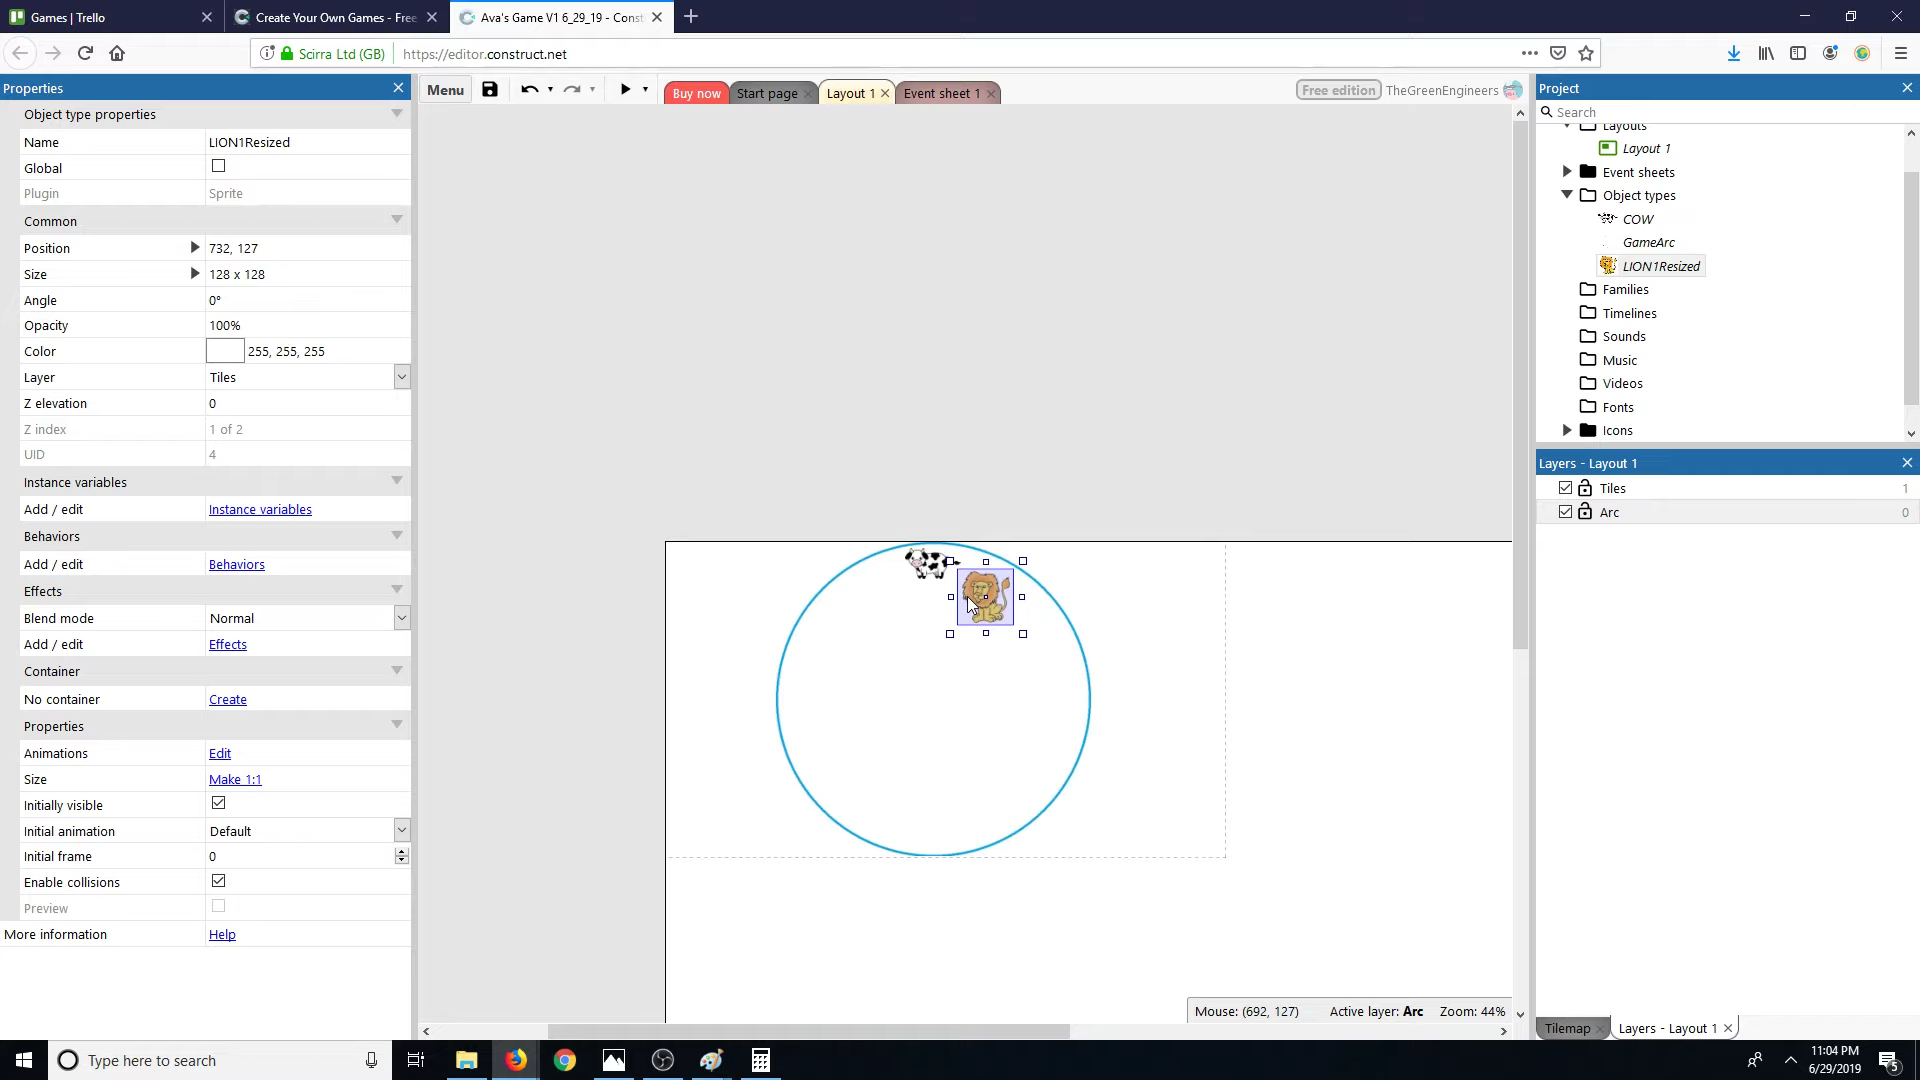 Games | Trello
Create Your Own Games - Free
Ava's Game V1 6_29_19 - Const
Scirra Ltd (GB)
https://editor.construct.net
Properties
Object type properties
Name LION1Resized
Global
Plugin Sprite
Common
Position 732, 127
Size 128 x 128
Angle 0°
Opacity 100%
Color 255, 255, 255
Layer Tiles
Z elevation 0
Z index 1 of 2
UID 4
Instance variables
Add / edit Instance variables
Behaviors
Add / edit Behaviors
Effects
Blend mode Normal
Add / edit Effects
Container
No container Create
Properties
Animations Edit
Size Make 1:1
Initially visible
Initial animation Default
Initial frame 0
Enable collisions
Preview
More information Help
Menu
Buy now
Start page
Layout 1
Event sheet 1
Free edition TheGreenEngineers
Mouse: (692, 127) Active layer: Arc Zoom: 44%
Project
Search
Layouts
Layout 1
Event sheets
Object types
COW
GameArc
LION1Resized
Families
Timelines
Sounds
Music
Videos
Fonts
Icons
Layers - Layout 1
Tiles 1
Arc 0
Tilemap
Layers - Layout 1
Type here to search
11:04 PM
6/29/2019
5